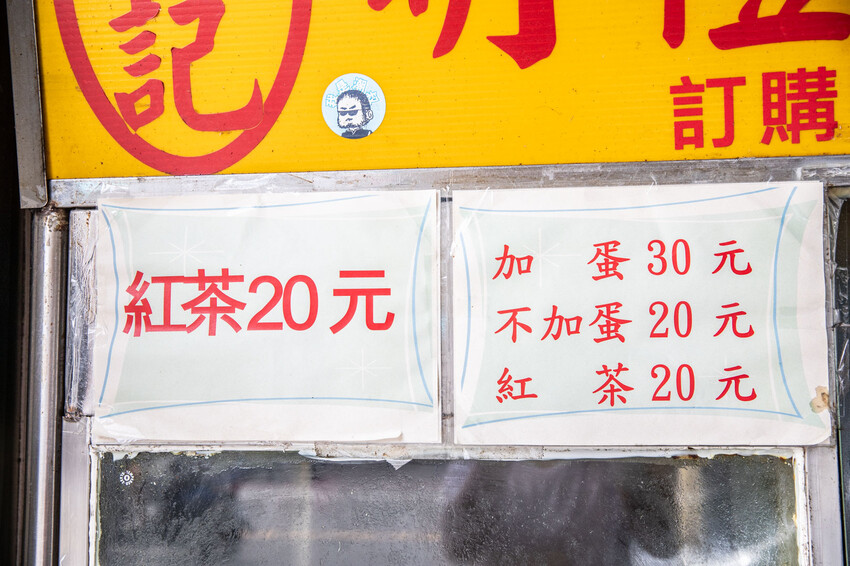 記
訂購
紅茶20元
加 蛋 30 元
不加蛋 20 元
紅 茶 20 元